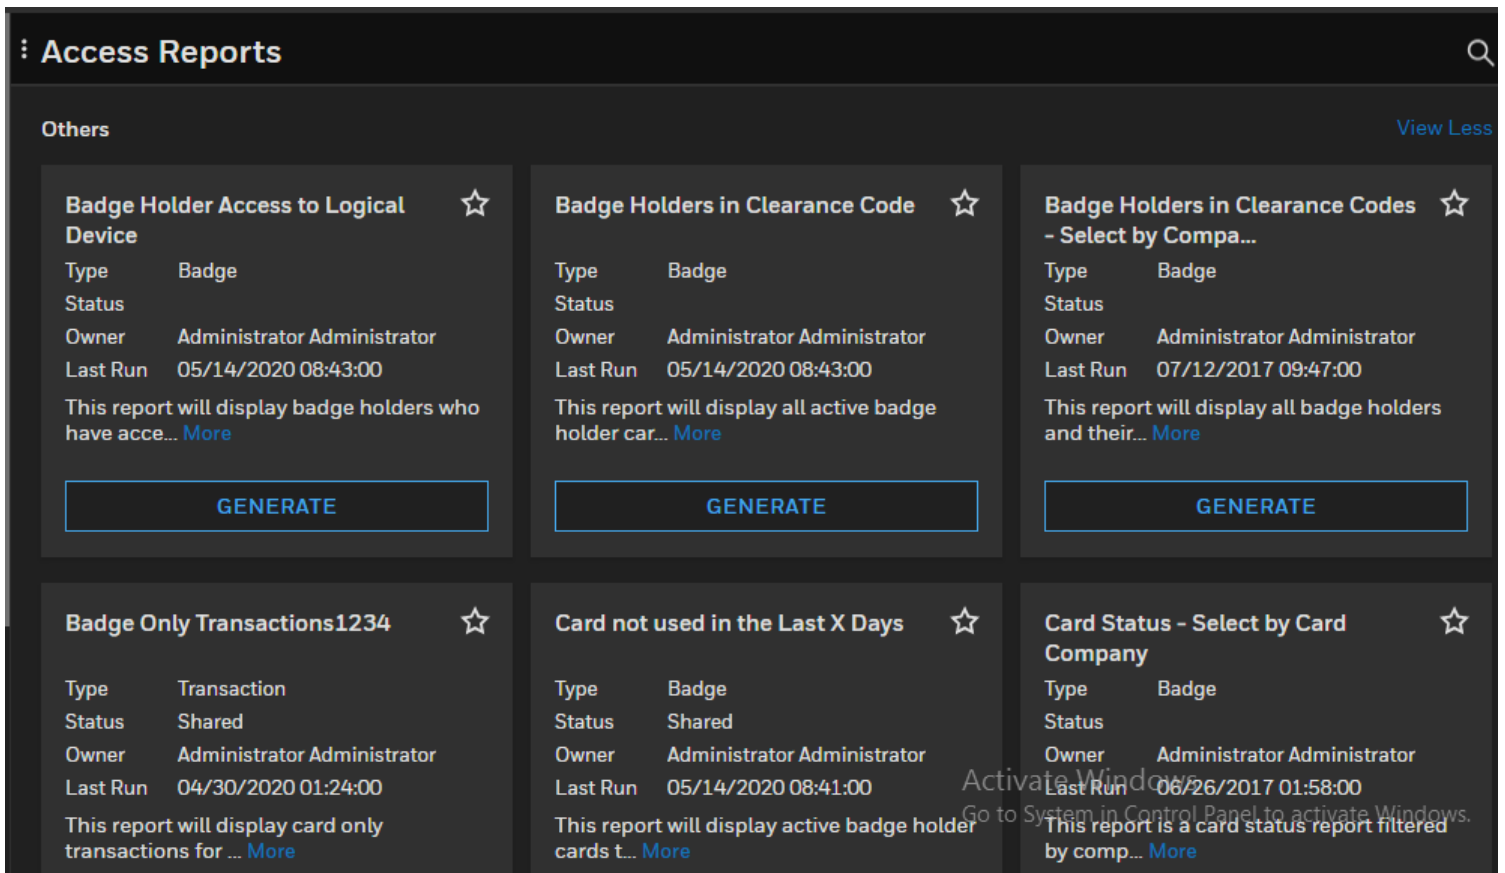 Access Reports
Others
View Less
Badge Holder Access to Logical
Device
Type Badge
Status
Owner Administrator Administrator
Last Run 05/14/2020 08:43:00
This report will display badge holders who
have acce... More
GENERATE
Badge Holders in Clearance Code
Type Badge
Status
Owner Administrator Administrator
Last Run 05/14/2020 08:43:00
This report will display all active badge
holder car... More
GENERATE
Badge Holders in Clearance Codes
- Select by Compa...
Type Badge
Status
Owner Administrator Administrator
Last Run 07/12/2017 09:47:00
This report will display all badge holders
and their... More
GENERATE
Badge Only Transactions1234
Type Transaction
Status Shared
Owner Administrator Administrator
Last Run 04/30/2020 01:24:00
This report will display card only
transactions for ... More
Card not used in the Last X Days
Type Badge
Status Shared
Owner Administrator Administrator
Last Run 05/14/2020 08:41:00
This report will display active badge holder
cards t... More
Card Status - Select by Card
Company
Type Badge
Status
Owner Administrator Administrator
Last Run 06/26/2017 01:58:00
This report is a card status report filtered
by comp... More
Activate Windows
Go to System in Control Panel to activate Windows.